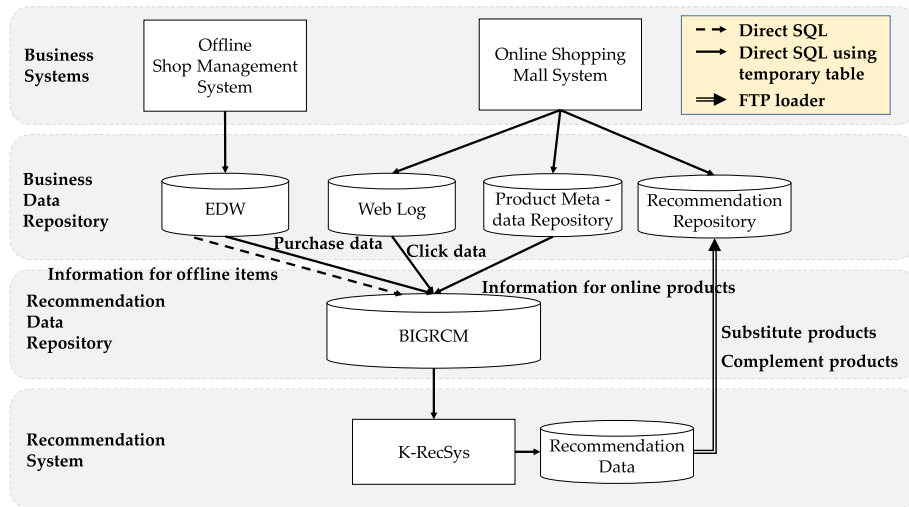 Business
Systems
Offline
Shop Management
System
Online Shopping
Mall System
Direct SQL
Direct SQL using
temporary table
FTP loader
Business
Data
Repository
EDW
Web Log
Product Meta -
data Repository
Recommendation
Repository
Purchase data
Click data
Information for offline items
Information for online products
Recommendation
Data
Repository
BIGRCM
Substitute products
Complement products
Recommendation
System
K-RecSys
Recommendation
Data